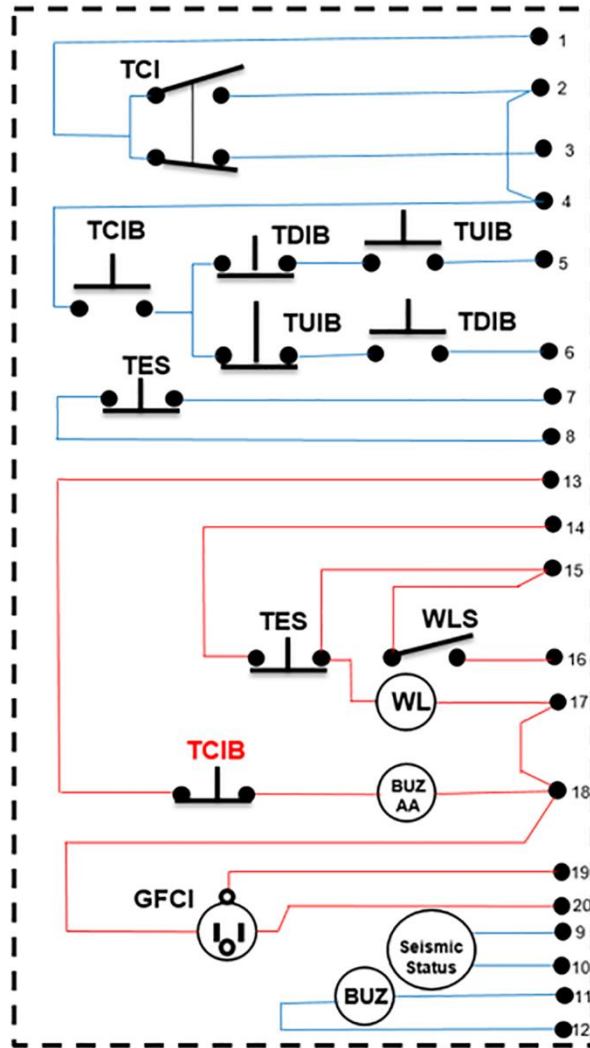 1
TCI
2
3
4
TCIB
TDIB
TUIB
5
TUIB
TDIB
6
TES
7
8
13
14
15
TES
WLS
16
WL
17
TCIB
BUZ
AA
18
19
GFCI
20
9
Seismic
Status
10
BUZ
11
12